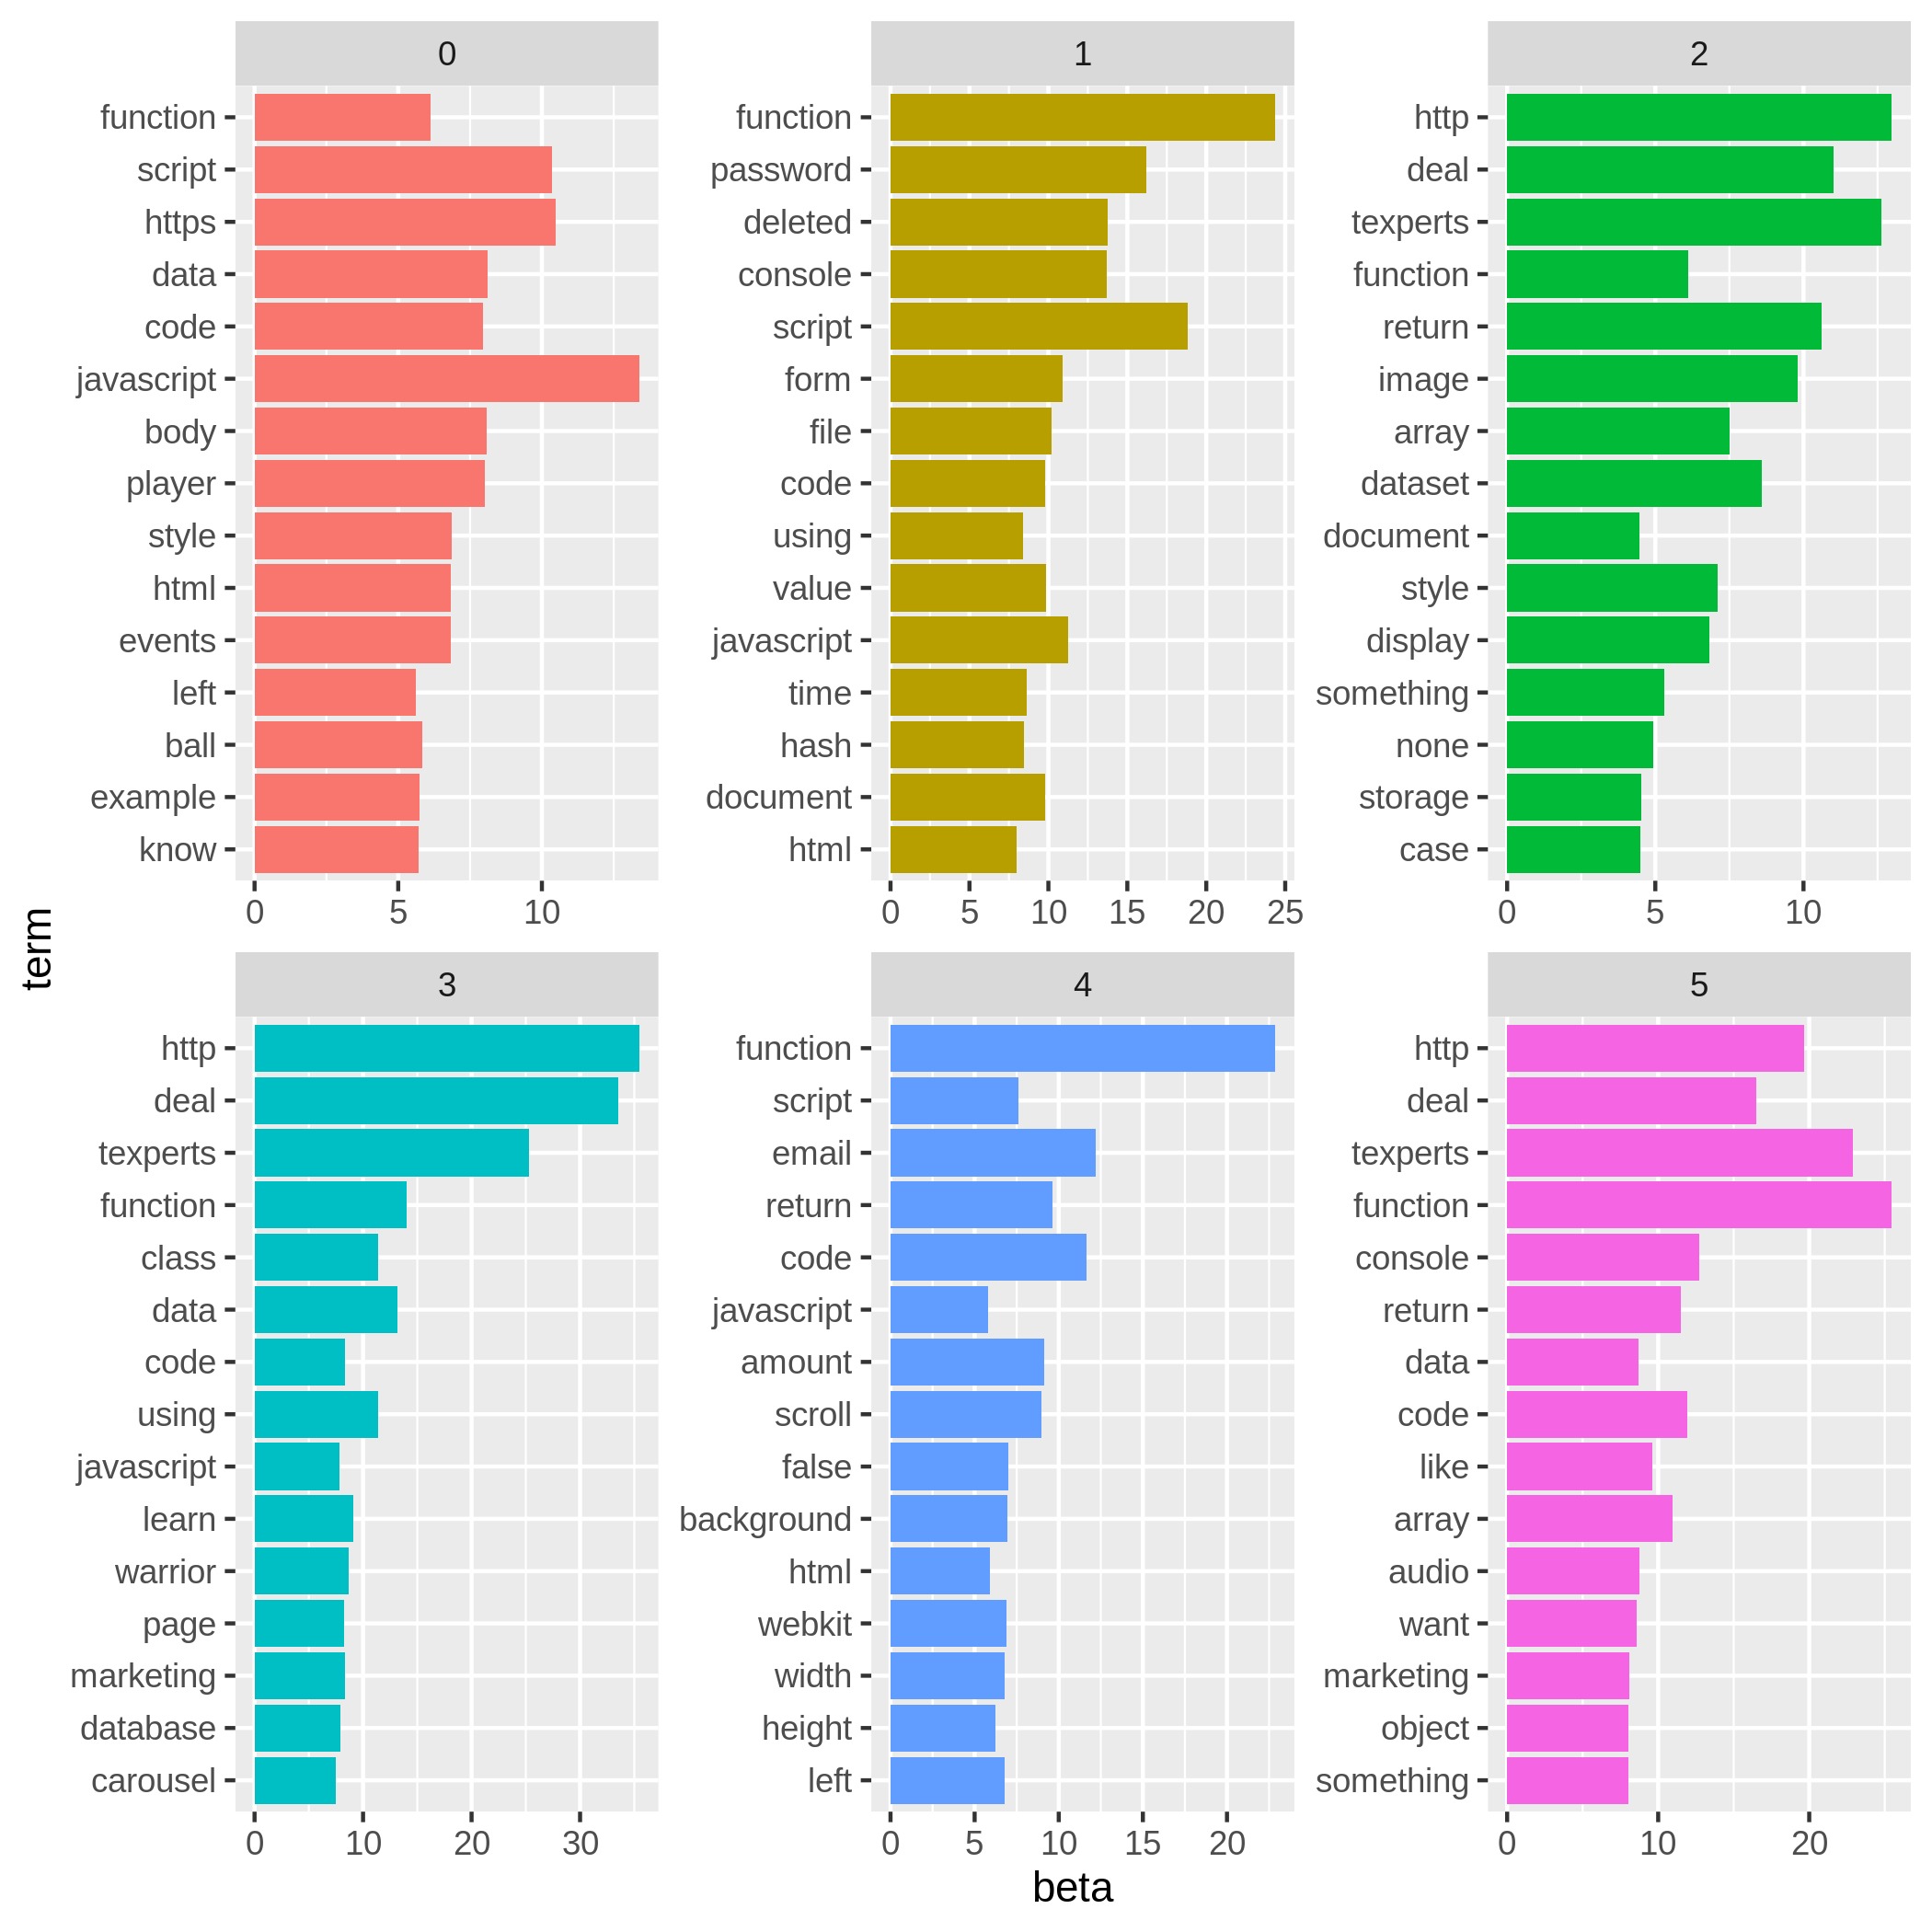 term
0
function
script
https
data
code
javascript
body
player
style
html
events
left
ball
example
know
0 5 10
1
function
password
deleted
console
script
form
file
code
using
value
javascript
time
hash
document
html
0 5 10 15 20 25
2
http
deal
texperts
function
return
image
array
dataset
document
style
display
something
none
storage
case
0 5 10
3
http
deal
texperts
function
class
data
code
using
javascript
learn
warrior
page
marketing
database
carousel
0 10 20 30
4
function
script
email
return
code
javascript
amount
scroll
false
background
html
webkit
width
height
left
0 5 10 15 20
5
http
deal
texperts
function
console
return
data
code
like
array
audio
want
marketing
object
something
0 10 20
beta